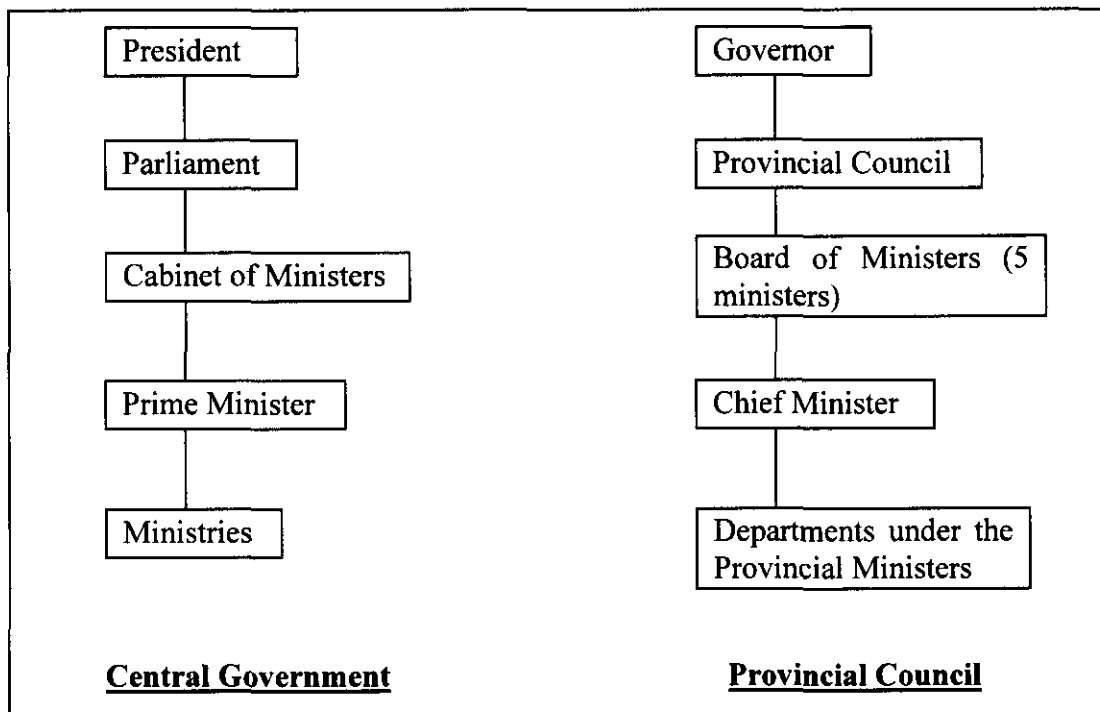 President
Parliament
Cabinet of Ministers
Prime Minister
Ministries
Central Government
Governor
Provincial Council
Board of Ministers (5
ministers)
Chief Minister
Departments under the
Provincial Ministers
Provincial Council